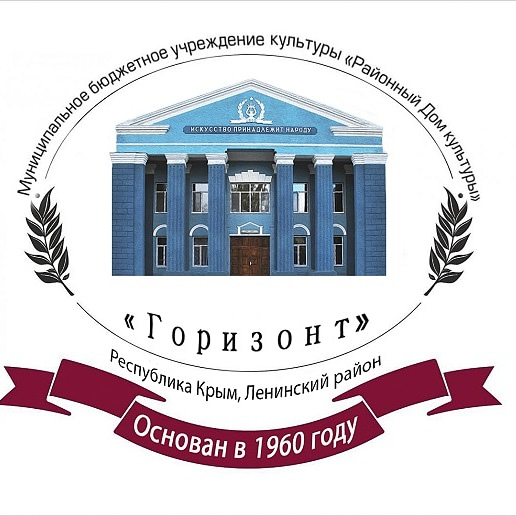 Муниципальное бюджетное учреждение культуры «Районный Дом культуры»
ИСКУССТВО ПРИНАДЛЕЖИТ НАРОДУ
«Горизонт»
Республика Крым, Ленинский район
Основан в 1960 году